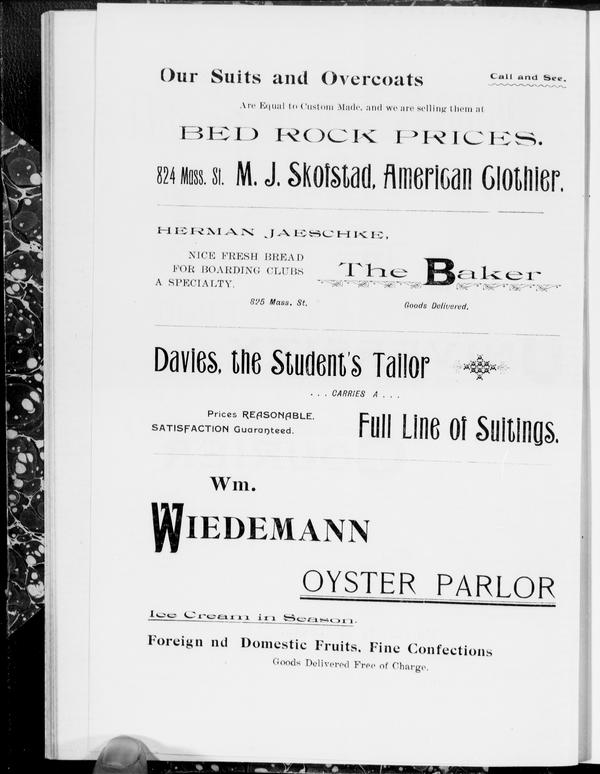 Our Suits and Overcoats Call and See.
Are Equal to Custom Made, and we are selling them at
BED ROCK PRICES.
824 Mass. St. M. J. Skofstad, American Clothier.
HERMAN JAESCHKE,
NICE FRESH BREAD
FOR BOARDING CLUBS
A SPECIALTY.
825 Mass. St.
The Baker
Goods Delivered.
Davies, the Student's Tailor
. . . CARRIES A . . .
Prices REASONABLE.
SATISFACTION Guaranteed.
Full Line of Suitings.
Wm.
WIEDEMANN
OYSTER PARLOR
Ice Cream in Season.
Foreign nd Domestic Fruits, Fine Confections
Goods Delivered Free of Charge.